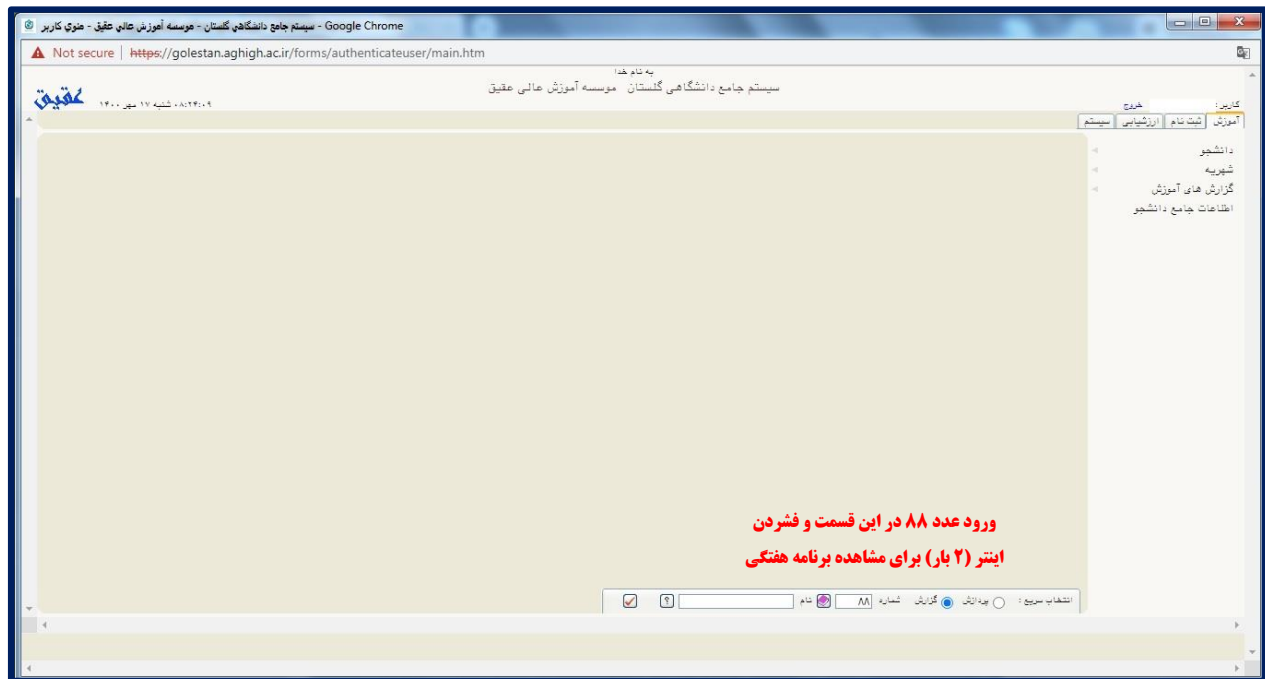 سیستم جامع دانشگاهی گلستان - موسسه آموزش عالی عقیق - منوی کاربر - Google Chrome
Not secure | https://golestan.aghigh.ac.ir/forms/authenticateuser/main.htm
به نام خدا
سیستم جامع دانشگاهی گلستان موسسه آموزش عالی عقیق
عقیق
۰۸:۲۴:۰۹ شنبه ۱۷ مهر ۱۴۰۰
کاربر : خروج
آموزش ثبت نام ارزشیابی سیستم
دانشجو
شهریه
گزارش های آموزش
اطلاعات جامع دانشجو
ورود عدد ۸۸ در این قسمت و فشردن
اینتر (۲ بار) برای مشاهده برنامه هفتگی
انتخاب سریع : پردازش گزارش شماره ۸۸ نام ؟